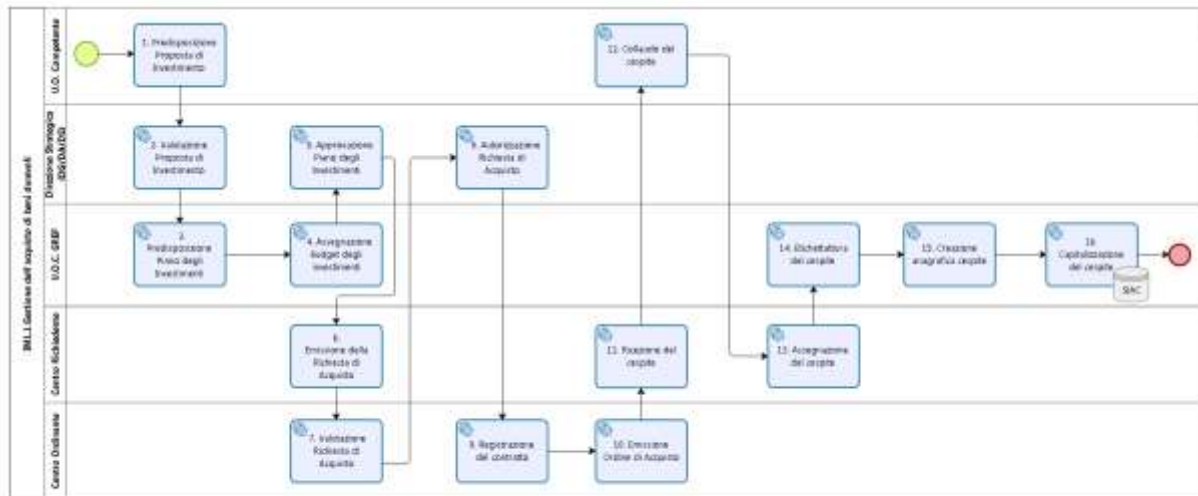 IM.1.1 Gestione dell'acquisto di beni durevoli
U.O. Competente
1. Predisposizione
Proposta di
Investimento
12. Collaudo del
cespite
Direzione Strategica
(DG/DA/DS)
2. Validazione
Proposta di
Investimento
5. Approvazione
Piano degli
Investimenti
Autorizzazione
Richiesta di
Acquisto
U.O.C. GREF
3.
Predisposizione
Piano degli
Investimenti
4. Assegnazione
Budget degli
Investimenti
14. Etichettatura
del cespite
15. Creazione
anagrafica cespite
16.
Capitalizzazione
del cespite
SIAC
Centro Richiedente
6.
Emissione della
Richiesta di
Acquisto
11. Ricezione del
cespite
13. Assegnazione
del cespite
Centro Ordinante
7. Validazione
Richiesta di
Acquisto
9. Registrazione
del contratto
10. Emissione
Ordine di Acquisto